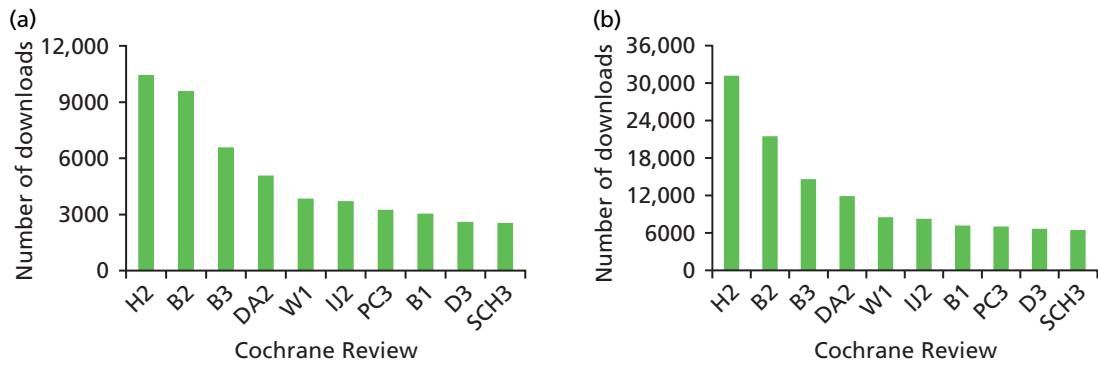 (a)
Number of downloads
12,000
9000
6000
3000
0
H2 B2 B3 DA2 W1 IJ2 PC3 B1 D3 SCH3
Cochrane Review
(b)
Number of downloads
36,000
30,000
24,000
18,000
12,000
6000
0
H2 B2 B3 DA2 W1 IJ2 B1 PC3 D3 SCH3
Cochrane Review